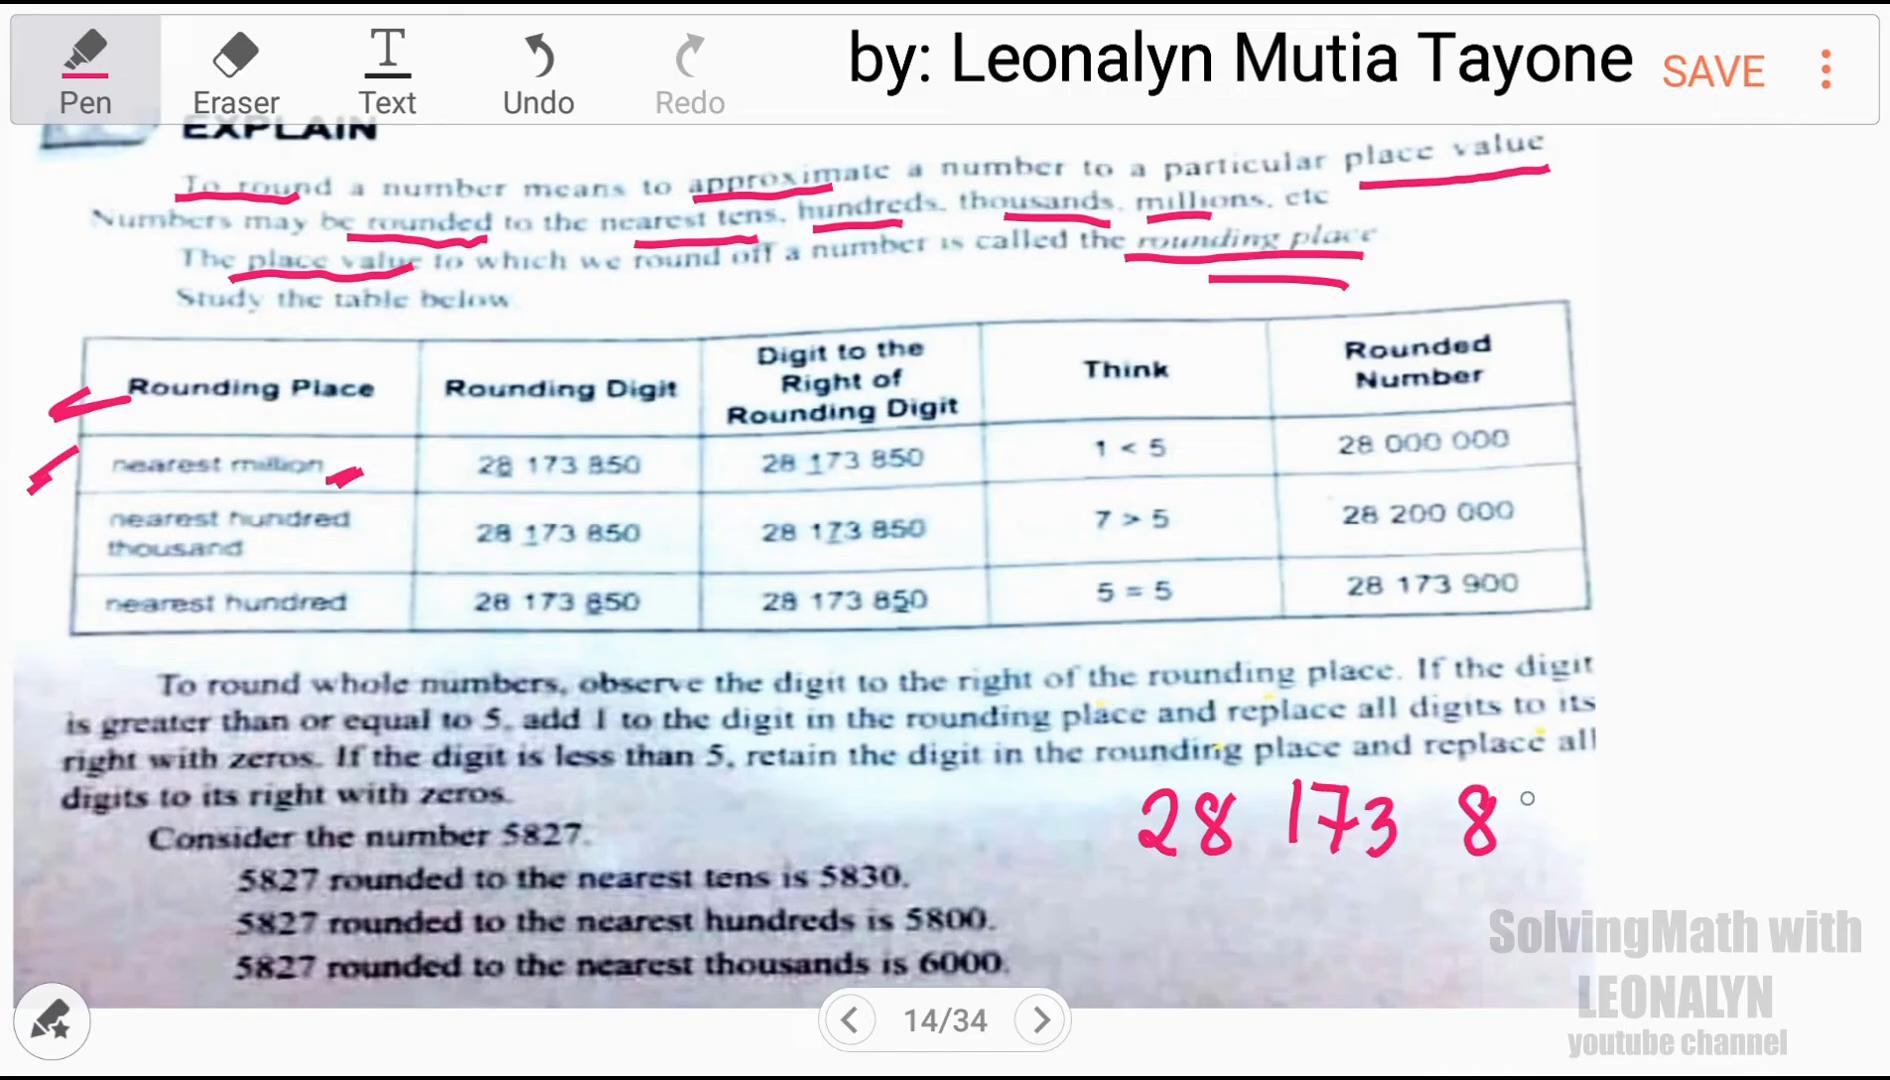 Pen
Eraser
Text
Undo
Redo
by: Leonalyn Mutia Tayone
SAVE
EXPLAIN
To round a number means to approximate a number to a particular place value
Numbers may be rounded to the nearest tens, hundreds, thousands, millions, etc
The place value to which we round off a number is called the rounding place
Study the table below
Rounding Place Rounding Digit Digit to the Right of Rounding Digit Think Rounded Number
nearest million 28 173 850 28 173 850 1 < 5 28 000 000
nearest hundred thousand 28 173 850 28 173 850 7 > 5 28 200 000
nearest hundred 28 173 850 28 173 850 5 = 5 28 173 900
To round whole numbers, observe the digit to the right of the rounding place. If the digit
is greater than or equal to 5, add 1 to the digit in the rounding place and replace all digits to its
right with zeros. If the digit is less than 5, retain the digit in the rounding place and replace all
digits to its right with zeros.
28 173 8
Consider the number 5827.
5827 rounded to the nearest tens is 5830.
5827 rounded to the nearest hundreds is 5800.
5827 rounded to the nearest thousands is 6000.
14/34
SolvingMath with
LEONALYN
youtube channel